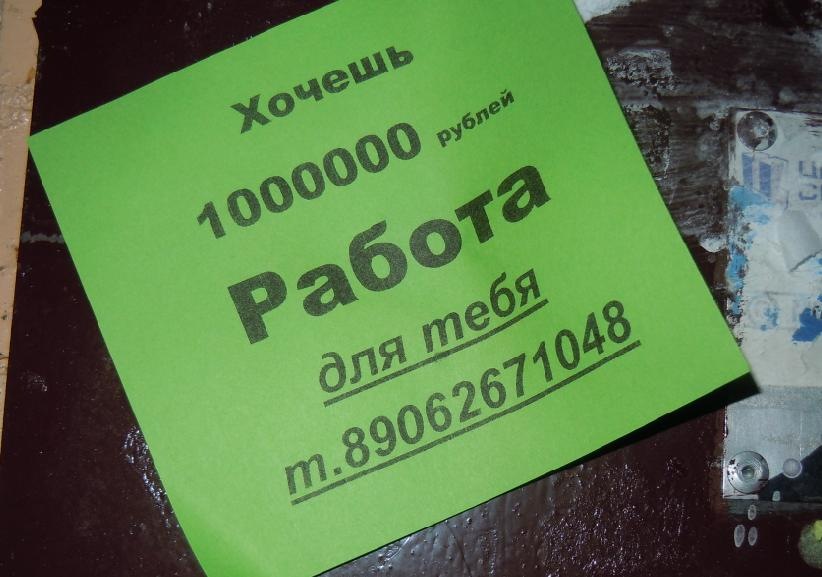 Хочешь
1000000 рублей
Работа
для тебя
т.89062671048